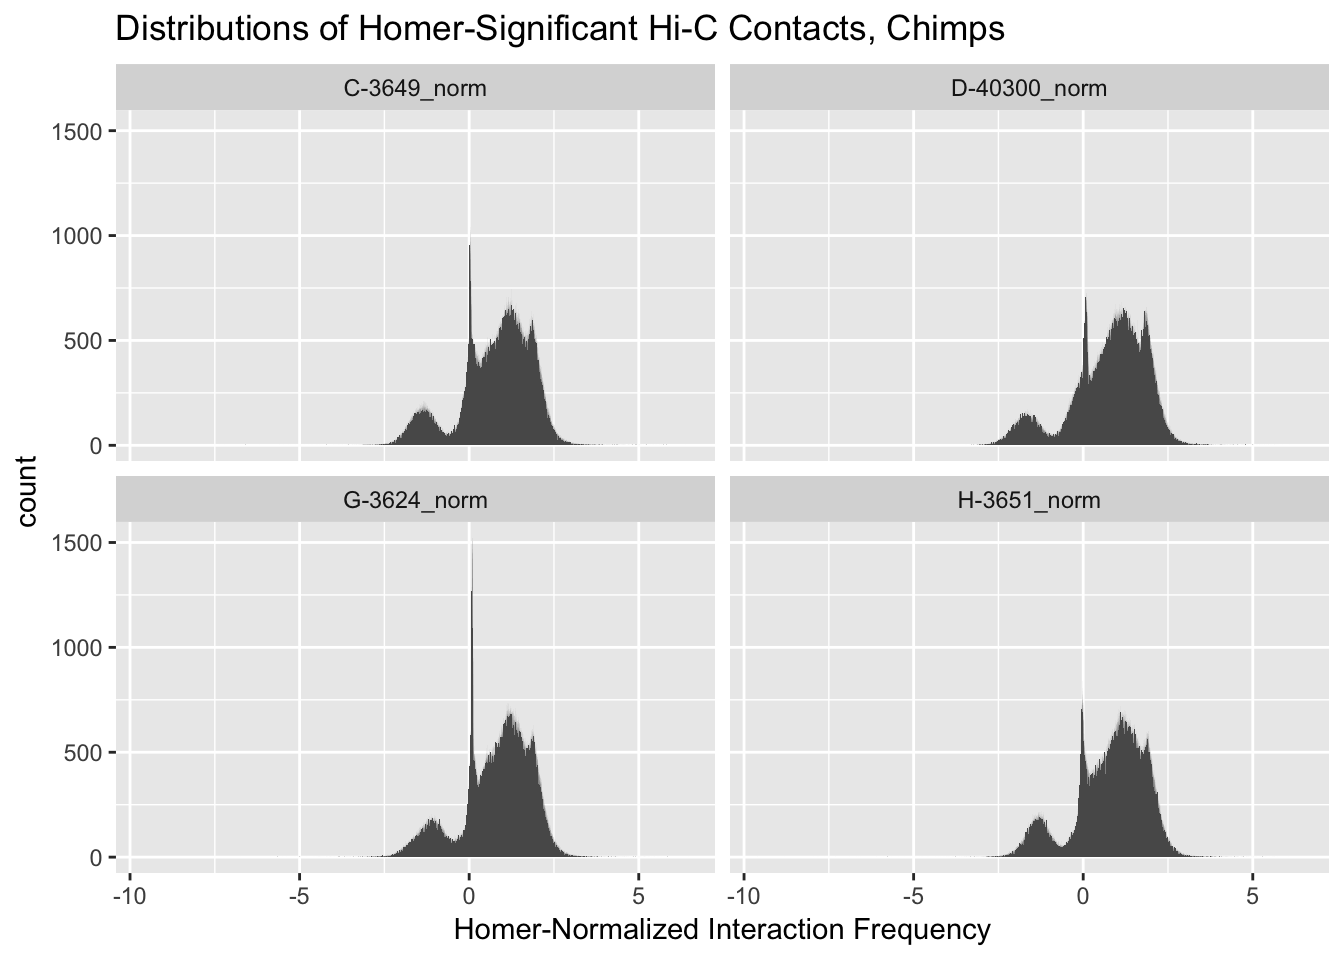 Distributions of Homer-Significant Hi-C Contacts, Chimps
C-3649_norm
D-40300_norm
1500
1000
500
0
count
G-3624_norm
H-3651_norm
1500
1000
500
0
-10 -5 0 5
-10 -5 0 5
Homer-Normalized Interaction Frequency